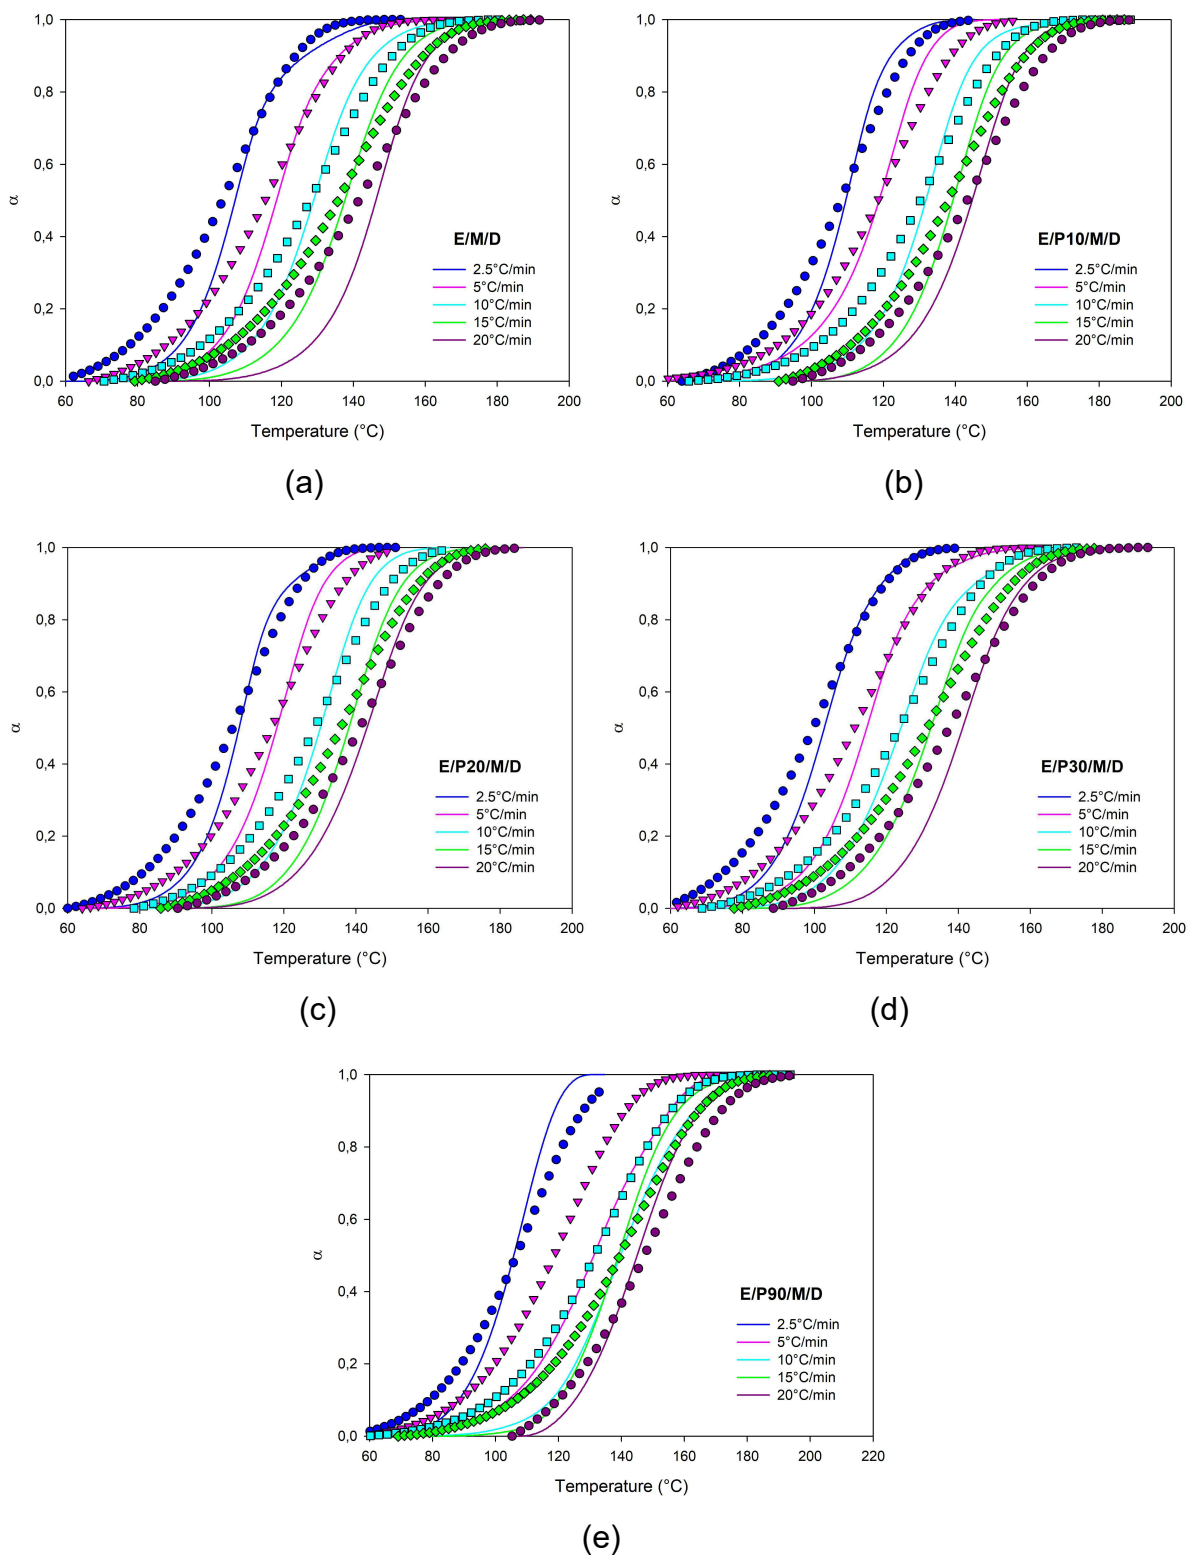 1,0
0,8
0,6
0,4
0,2
0,0
α
E/M/D
2.5°C/min
5°C/min
10°C/min
15°C/min
20°C/min
60 80 100 120 140 160 180 200
Temperature (°C)
(a)
1,0
0,8
0,6
0,4
0,2
0,0
α
E/P10/M/D
2.5°C/min
5°C/min
10°C/min
15°C/min
20°C/min
60 80 100 120 140 160 180 200
Temperature (°C)
(b)
1,0
0,8
0,6
0,4
0,2
0,0
α
E/P20/M/D
2.5°C/min
5°C/min
10°C/min
15°C/min
20°C/min
60 80 100 120 140 160 180 200
Temperature (°C)
(c)
1,0
0,8
0,6
0,4
0,2
0,0
α
E/P30/M/D
2.5°C/min
5°C/min
10°C/min
15°C/min
20°C/min
60 80 100 120 140 160 180 200
Temperature (°C)
(d)
1,0
0,8
0,6
0,4
0,2
0,0
α
E/P90/M/D
2.5°C/min
5°C/min
10°C/min
15°C/min
20°C/min
60 80 100 120 140 160 180 200 220
Temperature (°C)
(e)